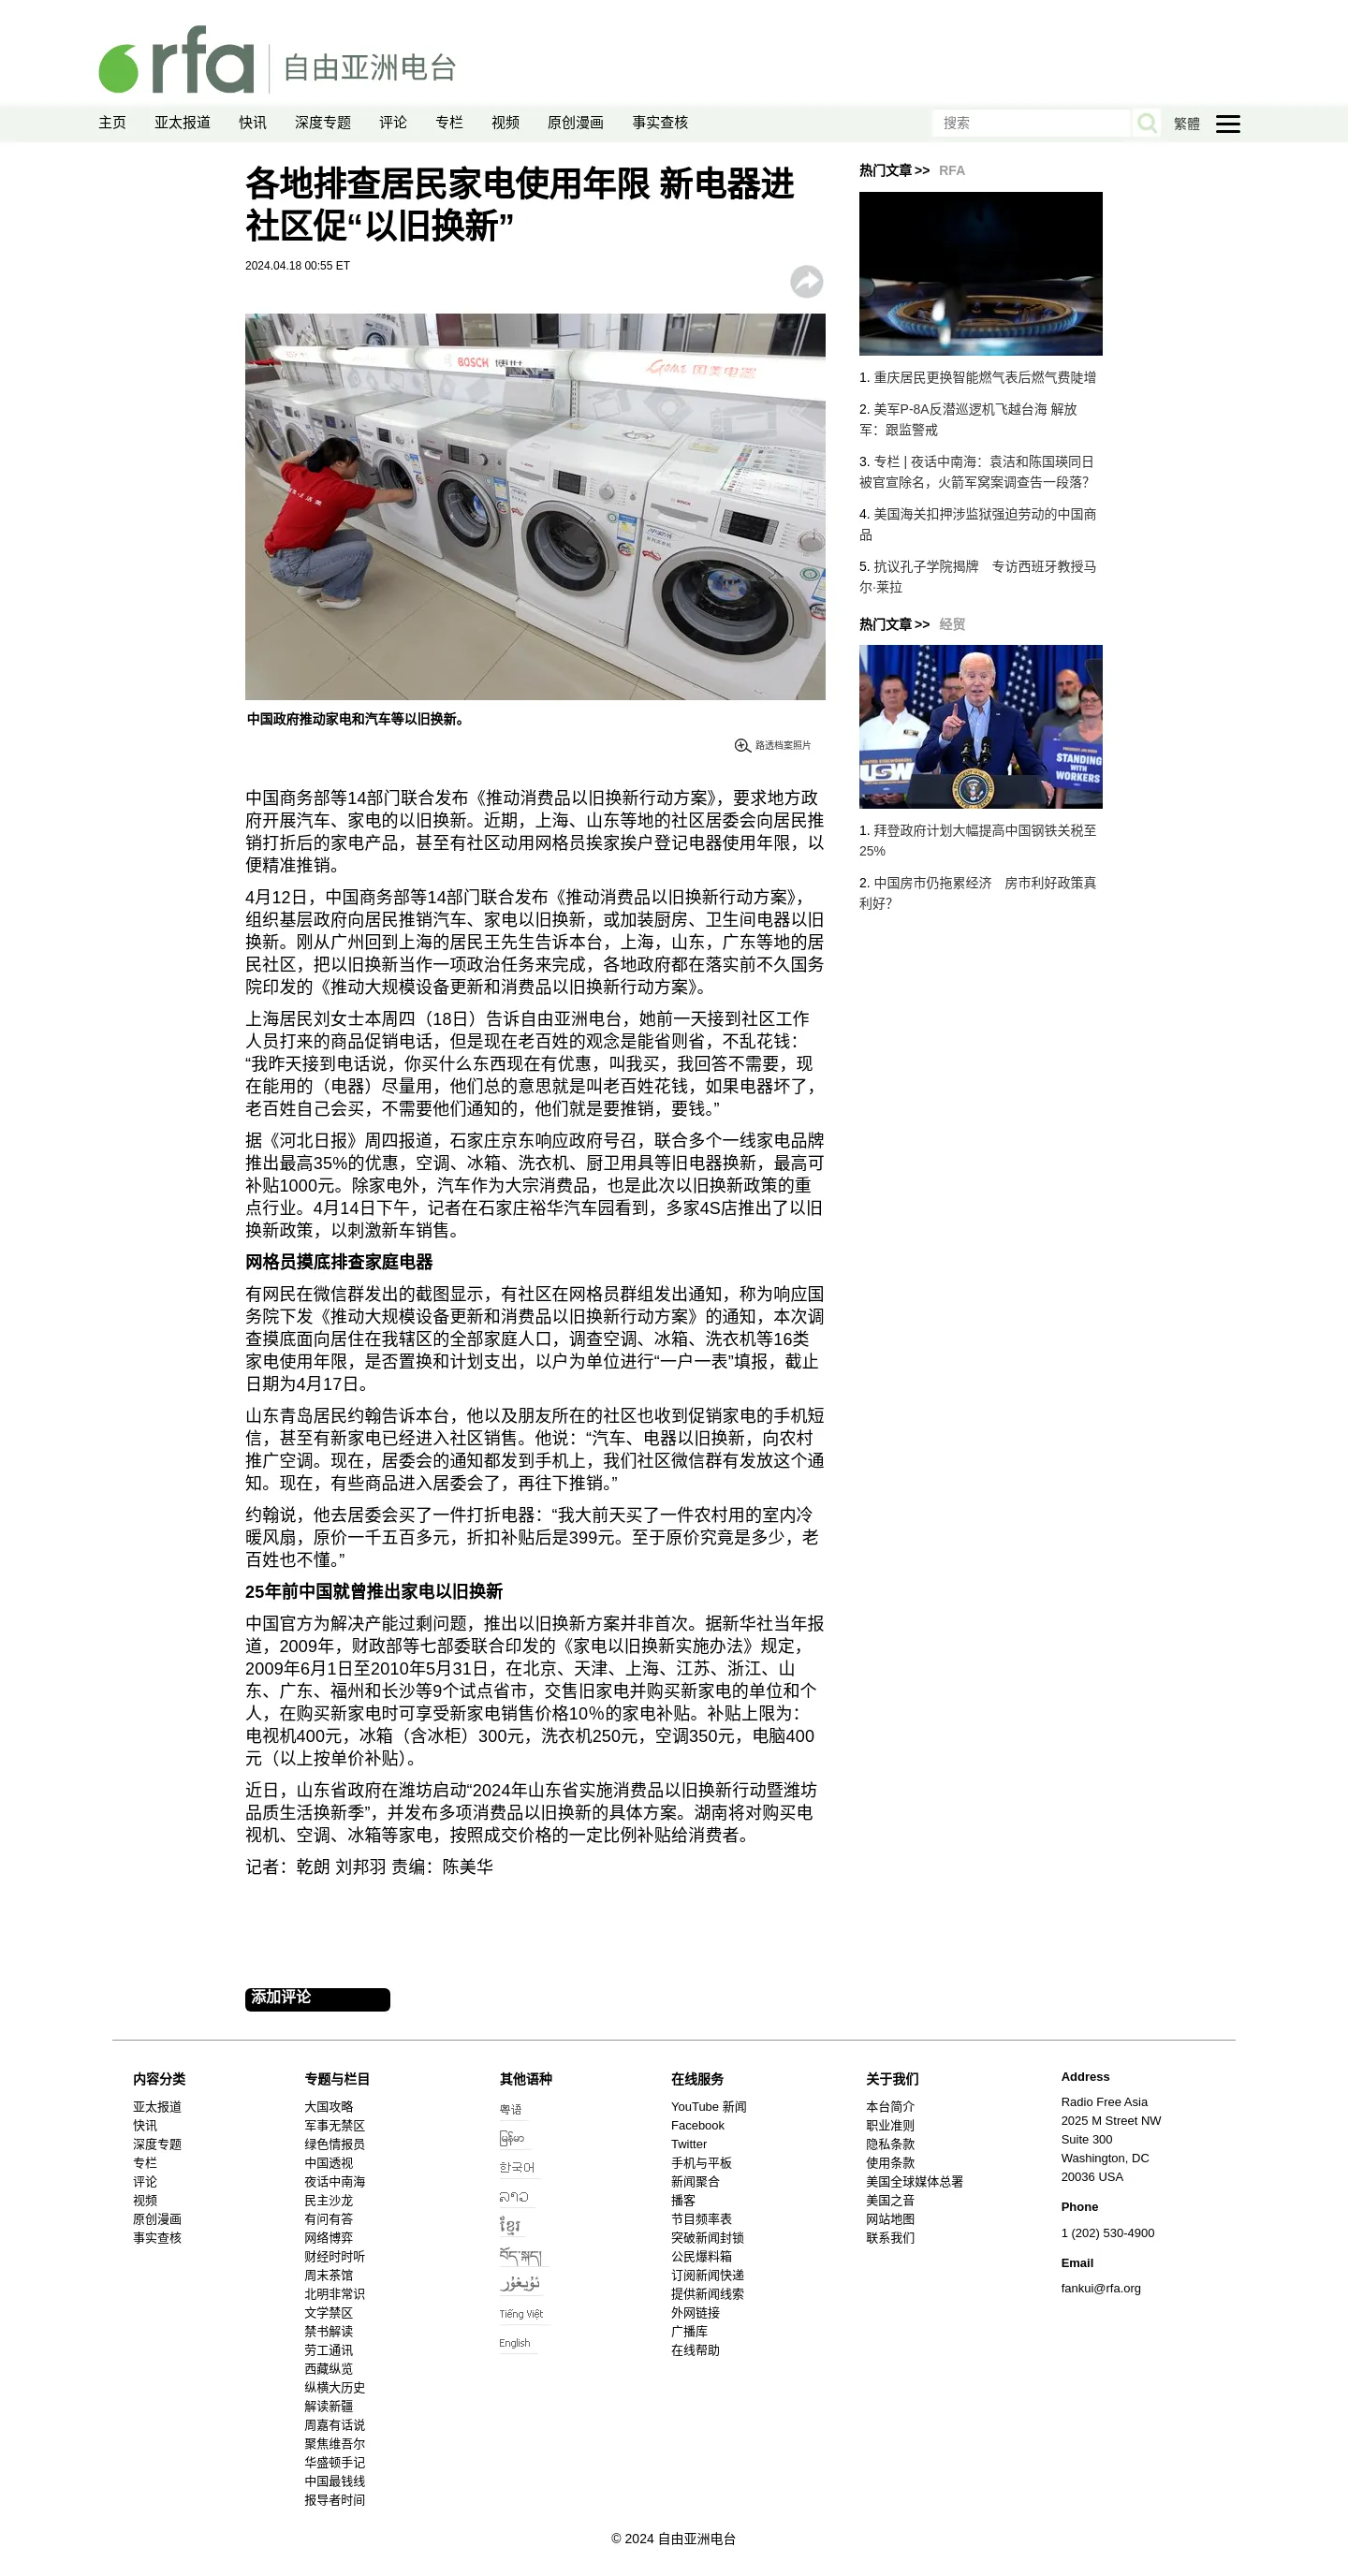 rfa 自由亚洲电台
主页 亚太报道 快讯 深度专题 评论 专栏 视频 原创漫画 事实查核 搜索 繁體
各地排查居民家电使用年限 新电器进
社区促“以旧换新”
2024.04.18 00:55 ET
BOSCH
GOME 国美电器
中国政府推动家电和汽车等以旧换新。
路透档案照片
中国商务部等14部门联合发布《推动消费品以旧换新行动方案》，要求地方政
府开展汽车、家电的以旧换新。近期，上海、山东等地的社区居委会向居民推
销打折后的家电产品，甚至有社区动用网格员挨家挨户登记电器使用年限，以
便精准推销。
4月12日，中国商务部等14部门联合发布《推动消费品以旧换新行动方案》，
组织基层政府向居民推销汽车、家电以旧换新，或加装厨房、卫生间电器以旧
换新。刚从广州回到上海的居民王先生告诉本台，上海，山东，广东等地的居
民社区，把以旧换新当作一项政治任务来完成，各地政府都在落实前不久国务
院印发的《推动大规模设备更新和消费品以旧换新行动方案》。
上海居民刘女士本周四（18日）告诉自由亚洲电台，她前一天接到社区工作
人员打来的商品促销电话，但是现在老百姓的观念是能省则省，不乱花钱：
“我昨天接到电话说，你买什么东西现在有优惠，叫我买，我回答不需要，现
在能用的（电器）尽量用，他们总的意思就是叫老百姓花钱，如果电器坏了，
老百姓自己会买，不需要他们通知的，他们就是要推销，要钱。”
据《河北日报》周四报道，石家庄京东响应政府号召，联合多个一线家电品牌
推出最高35%的优惠，空调、冰箱、洗衣机、厨卫用具等旧电器换新，最高可
补贴1000元。除家电外，汽车作为大宗消费品，也是此次以旧换新政策的重
点行业。4月14日下午，记者在石家庄裕华汽车园看到，多家4S店推出了以旧
换新政策，以刺激新车销售。
网格员摸底排查家庭电器
有网民在微信群发出的截图显示，有社区在网格员群组发出通知，称为响应国
务院下发《推动大规模设备更新和消费品以旧换新行动方案》的通知，本次调
查摸底面向居住在我辖区的全部家庭人口，调查空调、冰箱、洗衣机等16类
家电使用年限，是否置换和计划支出，以户为单位进行“一户一表”填报，截止
日期为4月17日。
山东青岛居民约翰告诉本台，他以及朋友所在的社区也收到促销家电的手机短
信，甚至有新家电已经进入社区销售。他说：“汽车、电器以旧换新，向农村
推广空调。现在，居委会的通知都发到手机上，我们社区微信群有发放这个通
知。现在，有些商品进入居委会了，再往下推销。”
约翰说，他去居委会买了一件打折电器：“我大前天买了一件农村用的室内冷
暖风扇，原价一千五百多元，折扣补贴后是399元。至于原价究竟是多少，老
百姓也不懂。”
25年前中国就曾推出家电以旧换新
中国官方为解决产能过剩问题，推出以旧换新方案并非首次。据新华社当年报
道，2009年，财政部等七部委联合印发的《家电以旧换新实施办法》规定，
2009年6月1日至2010年5月31日，在北京、天津、上海、江苏、浙江、山
东、广东、福州和长沙等9个试点省市，交售旧家电并购买新家电的单位和个
人，在购买新家电时可享受新家电销售价格10％的家电补贴。补贴上限为：
电视机400元，冰箱（含冰柜）300元，洗衣机250元，空调350元，电脑400
元（以上按单价补贴）。
近日，山东省政府在潍坊启动“2024年山东省实施消费品以旧换新行动暨潍坊
品质生活换新季”，并发布多项消费品以旧换新的具体方案。湖南将对购买电
视机、空调、冰箱等家电，按照成交价格的一定比例补贴给消费者。
记者：乾朗 刘邦羽 责编：陈美华
添加评论
热门文章 >> RFA
1. 重庆居民更换智能燃气表后燃气费陡增
2. 美军P-8A反潜巡逻机飞越台海 解放
军：跟监警戒
3. 专栏 | 夜话中南海：袁洁和陈国瑛同日
被官宣除名，火箭军窝案调查告一段落？
4. 美国海关扣押涉监狱强迫劳动的中国商
品
5. 抗议孔子学院揭牌　专访西班牙教授马
尔·莱拉
热门文章 >> 经贸
USW
STANDING
WITH
WORKERS
1. 拜登政府计划大幅提高中国钢铁关税至
25%
2. 中国房市仍拖累经济　房市利好政策真
利好？
内容分类
亚太报道
快讯
深度专题
专栏
评论
视频
原创漫画
事实查核
专题与栏目
大国攻略
军事无禁区
绿色情报员
中国透视
夜话中南海
民主沙龙
有问有答
网络博弈
财经时时听
周末茶馆
北明非常识
文学禁区
禁书解读
劳工通讯
西藏纵览
纵横大历史
解读新疆
周嘉有话说
聚焦维吾尔
华盛顿手记
中国最钱线
报导者时间
其他语种
粤语
မြန်မာ
한국어
ລາວ
ខ្មែរ
བོད་སྐད།
ئۇيغۇر
Tiếng Việt
English
在线服务
YouTube 新闻
Facebook
Twitter
手机与平板
新闻聚合
播客
节目频率表
突破新闻封锁
公民爆料箱
订阅新闻快递
提供新闻线索
外网链接
广播库
在线帮助
关于我们
本台简介
职业准则
隐私条款
使用条款
美国全球媒体总署
美国之音
网站地图
联系我们
Address
Radio Free Asia
2025 M Street NW
Suite 300
Washington, DC
20036 USA
Phone
1 (202) 530-4900
Email
fankui@rfa.org
© 2024 自由亚洲电台